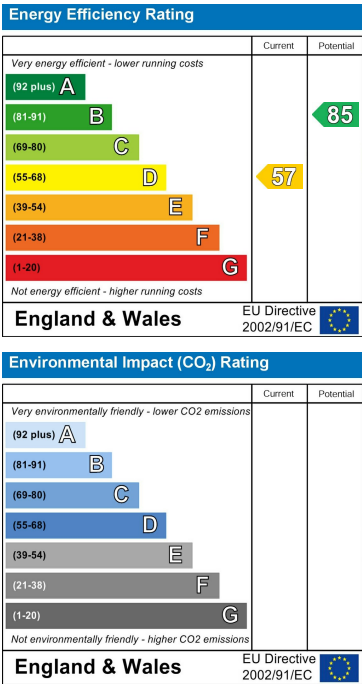 Energy Efficiency Rating
Current Potential
Very energy efficient - lower running costs
(92 plus) A
(81-91) B
85
(69-80) C
(55-68) D
57
(39-54) E
(21-38) F
(1-20) G
Not energy efficient - higher running costs
England & Wales
EU Directive
2002/91/EC
Environmental Impact (CO₂) Rating
Current Potential
Very environmentally friendly - lower CO2 emissions
(92 plus) A
(81-91) B
(69-80) C
(55-68) D
(39-54) E
(21-38) F
(1-20) G
Not environmentally friendly - higher CO2 emissions
England & Wales
EU Directive
2002/91/EC